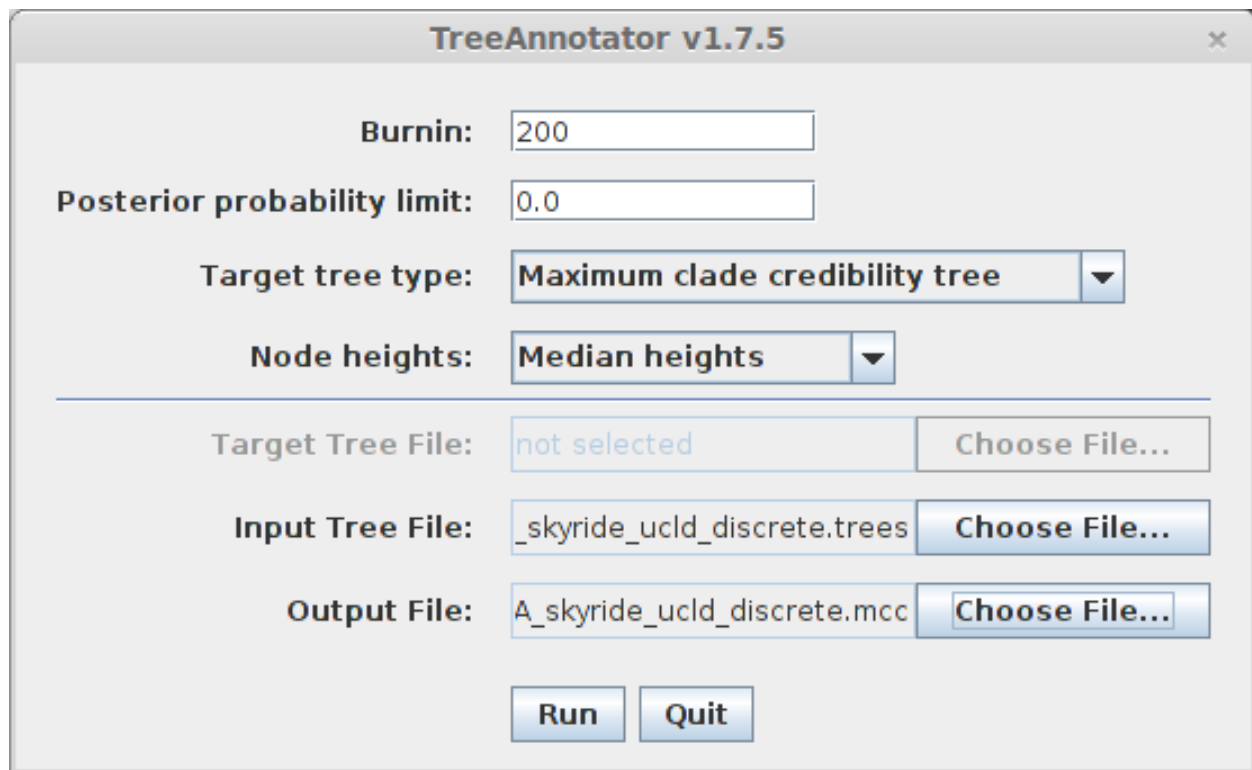 TreeAnnotator v1.7.5 ×
Burnin: 200
Posterior probability limit: 0.0
Target tree type: Maximum clade credibility tree
Node heights: Median heights
Target Tree File: not selected Choose File...
Input Tree File: _skyride_ucld_discrete.trees Choose File...
Output File: A_skyride_ucld_discrete.mcc Choose File...
Run Quit